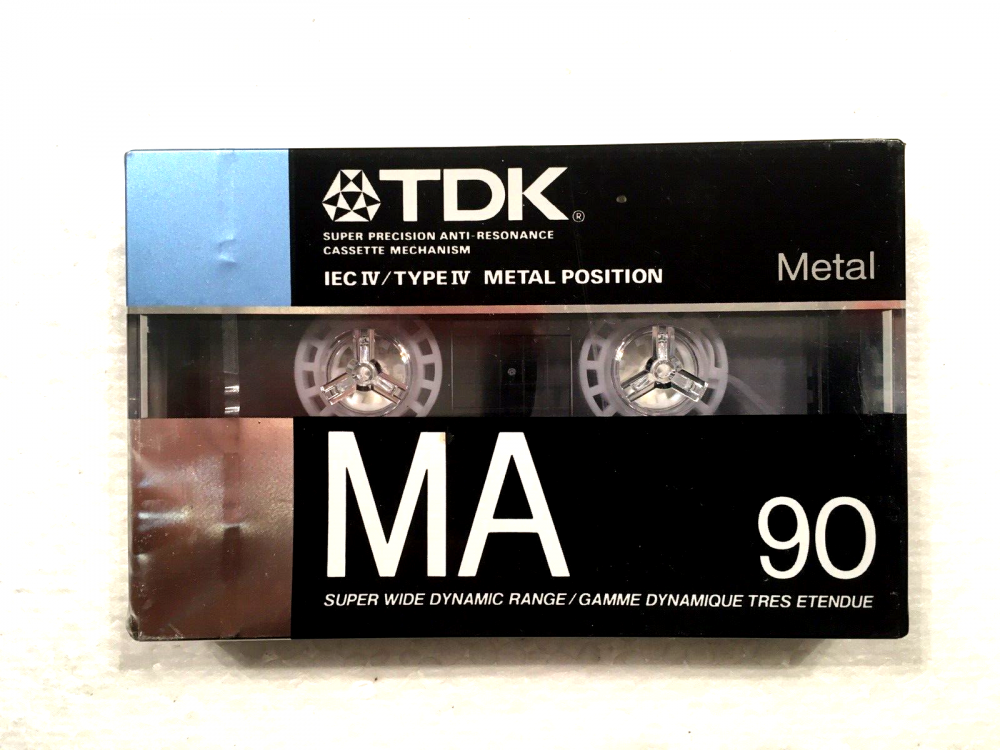 TDK®
SUPER PRECISION ANTI-RESONANCE
CASSETTE MECHANISM
IEC IV/TYPE IV METAL POSITION
Metal
MA
90
SUPER WIDE DYNAMIC RANGE/GAMME DYNAMIQUE TRES ETENDUE